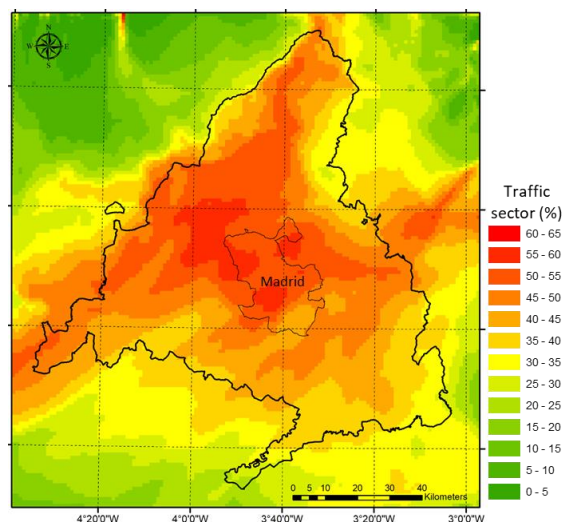 N
W E
S
Madrid
Traffic
sector (%)
60 - 65
55 - 60
50 - 55
45 - 50
40 - 45
35 - 40
30 - 35
25 - 30
20 - 25
15 - 20
10 - 15
5 - 10
0 - 5
0 5 10 20 30 40
Kilometers
4°20'0"W 4°0'0"W 3°40'0"W 3°20'0"W 3°0'0"W